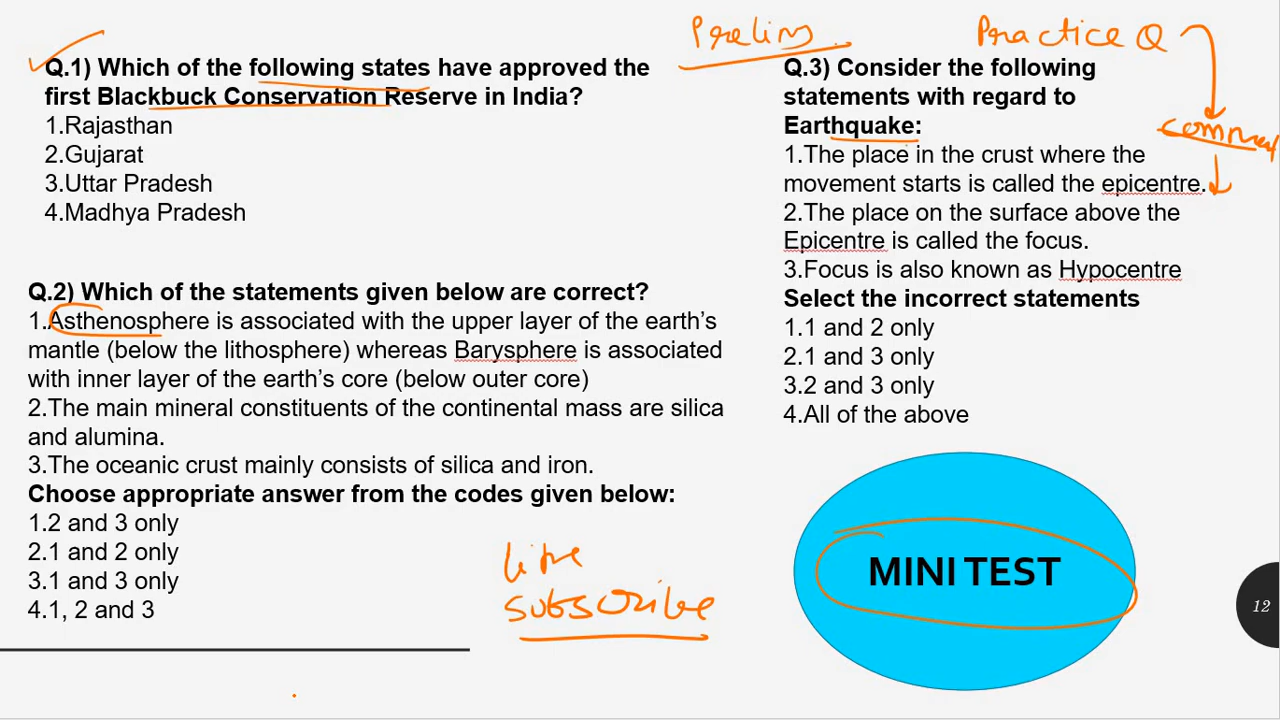 Prelims
Practice Q
comment
Q.1) Which of the following states have approved the
first Blackbuck Conservation Reserve in India?
1.Rajasthan
2.Gujarat
3.Uttar Pradesh
4.Madhya Pradesh
Q.2) Which of the statements given below are correct?
1.Asthenosphere is associated with the upper layer of the earth’s
mantle (below the lithosphere) whereas Barysphere is associated
with inner layer of the earth’s core (below outer core)
2.The main mineral constituents of the continental mass are silica
and alumina.
3.The oceanic crust mainly consists of silica and iron.
Choose appropriate answer from the codes given below:
1.2 and 3 only
2.1 and 2 only
3.1 and 3 only
4.1, 2 and 3
like
subscribe
Q.3) Consider the following
statements with regard to
Earthquake:
1.The place in the crust where the
movement starts is called the epicentre.
2.The place on the surface above the
Epicentre is called the focus.
3.Focus is also known as Hypocentre
Select the incorrect statements
1.1 and 2 only
2.1 and 3 only
3.2 and 3 only
4.All of the above
MINI TEST
12